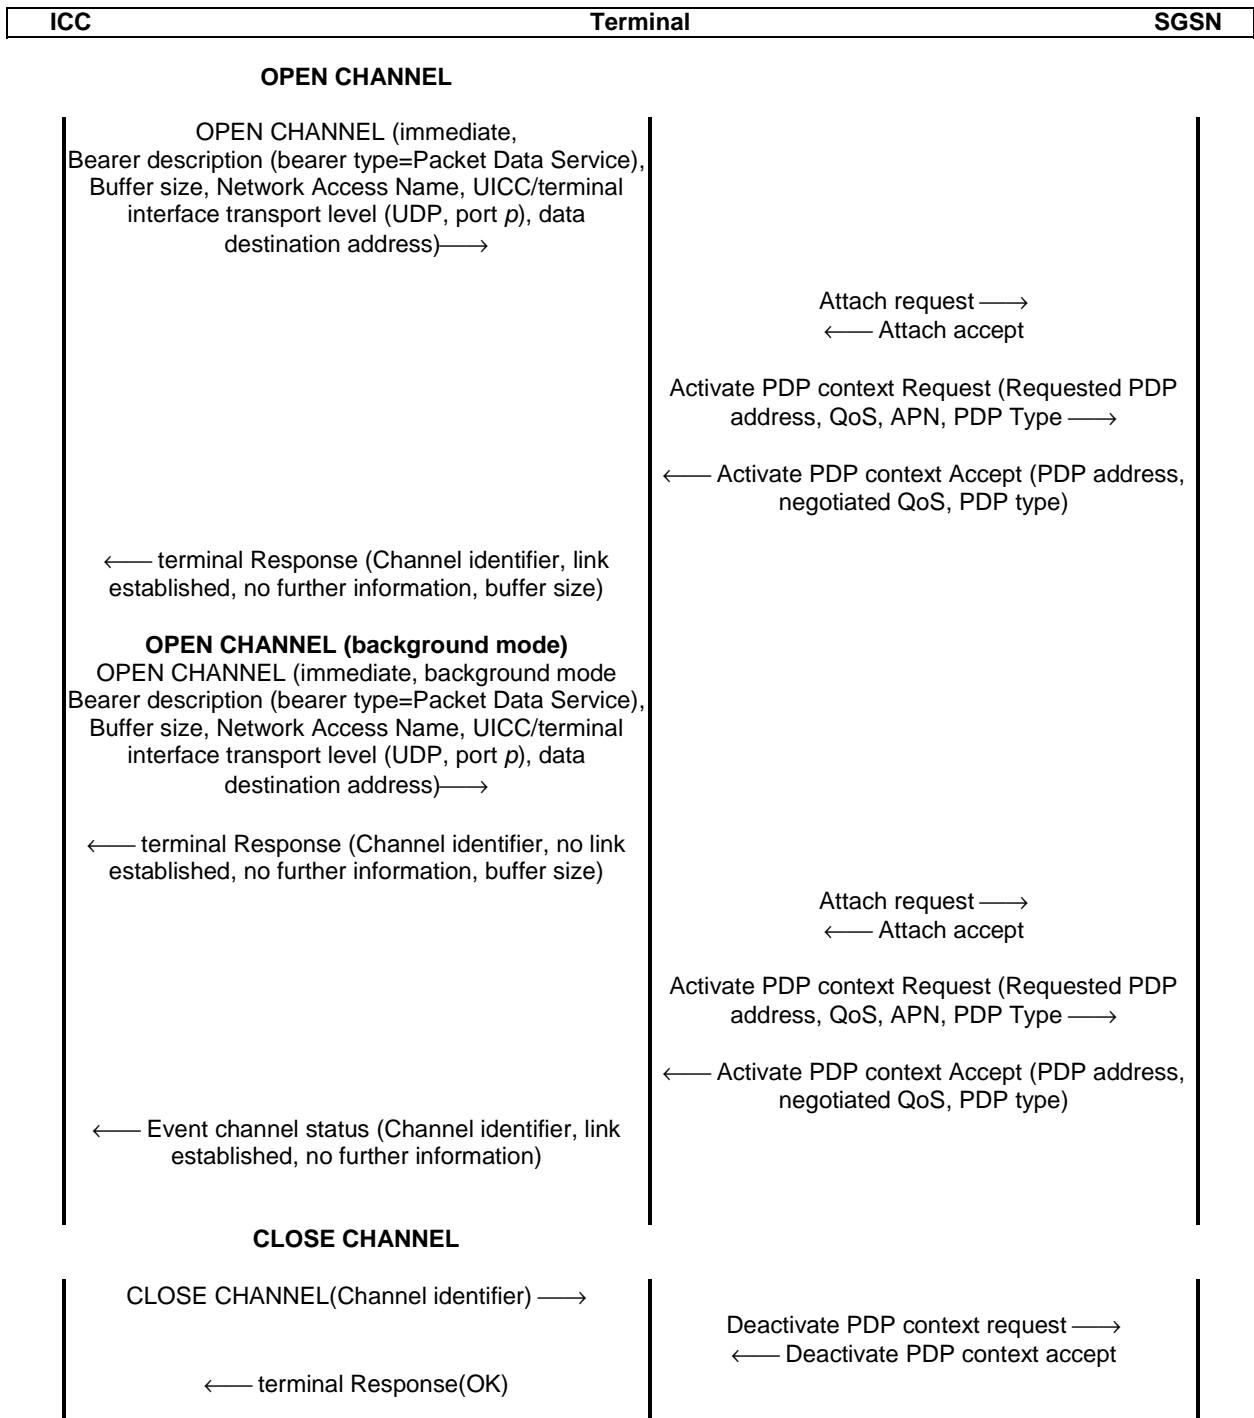 ICC Terminal SGSN
OPEN CHANNEL
OPEN CHANNEL (immediate,
Bearer description (bearer type=Packet Data Service),
Buffer size, Network Access Name, UICC/terminal
interface transport level (UDP, port p), data
destination address)⟶
Attach request ⟶
⟵ Attach accept
Activate PDP context Request (Requested PDP
address, QoS, APN, PDP Type ⟶
⟵ Activate PDP context Accept (PDP address,
negotiated QoS, PDP type)
⟵ terminal Response (Channel identifier, link
established, no further information, buffer size)
OPEN CHANNEL (background mode)
OPEN CHANNEL (immediate, background mode
Bearer description (bearer type=Packet Data Service),
Buffer size, Network Access Name, UICC/terminal
interface transport level (UDP, port p), data
destination address)⟶
⟵ terminal Response (Channel identifier, no link
established, no further information, buffer size)
Attach request ⟶
⟵ Attach accept
Activate PDP context Request (Requested PDP
address, QoS, APN, PDP Type ⟶
⟵ Activate PDP context Accept (PDP address,
negotiated QoS, PDP type)
⟵ Event channel status (Channel identifier, link
established, no further information)
CLOSE CHANNEL
CLOSE CHANNEL(Channel identifier) ⟶
Deactivate PDP context request ⟶
⟵ Deactivate PDP context accept
⟵ terminal Response(OK)